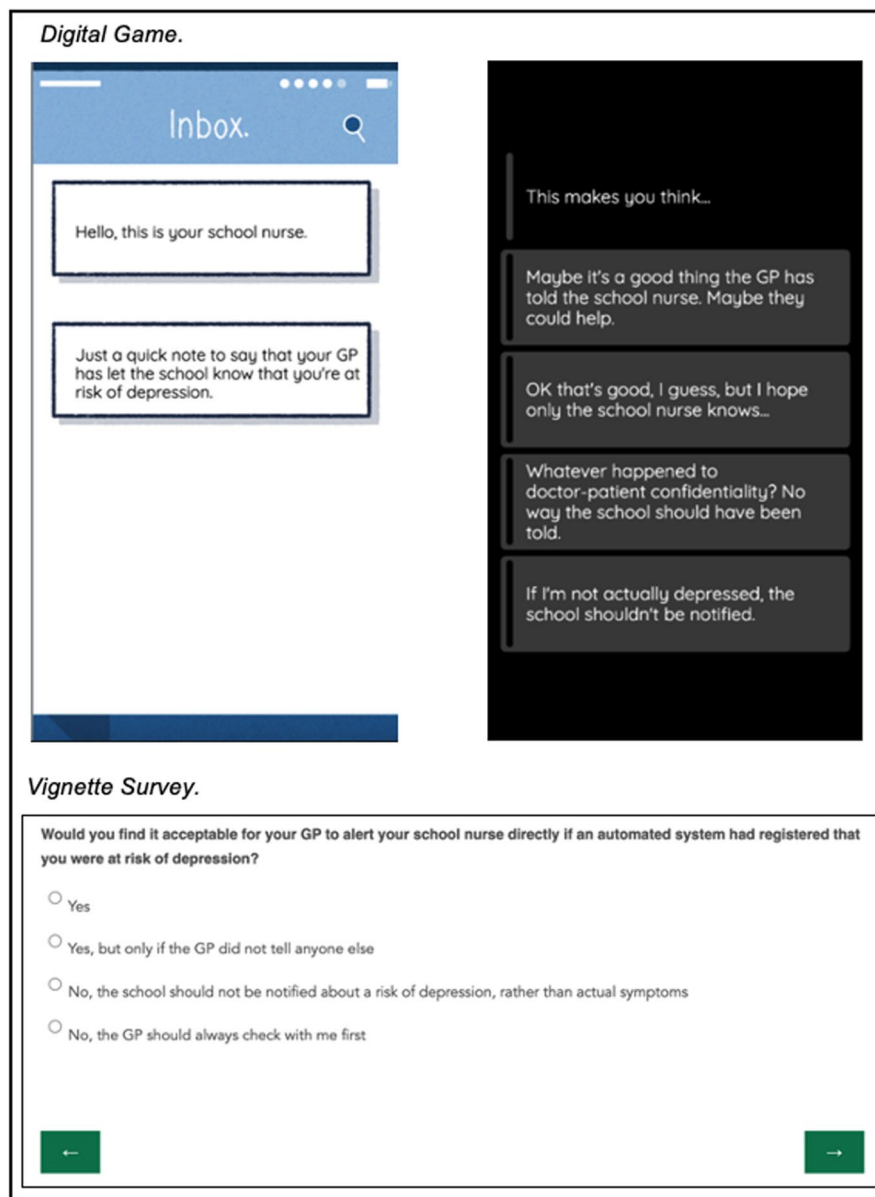 Digital Game.
Inbox.
Hello, this is your school nurse.
Just a quick note to say that your GP
has let the school know that you're at
risk of depression.
This makes you think...
Maybe it's a good thing the GP has
told the school nurse. Maybe they
could help.
OK that's good, I guess, but I hope
only the school nurse knows...
Whatever happened to
doctor-patient confidentiality? No
way the school should have been
told.
If I'm not actually depressed, the
school shouldn't be notified.
Vignette Survey.
Would you find it acceptable for your GP to alert your school nurse directly if an automated system had registered that
you were at risk of depression?
Yes
Yes, but only if the GP did not tell anyone else
No, the school should not be notified about a risk of depression, rather than actual symptoms
No, the GP should always check with me first
← →